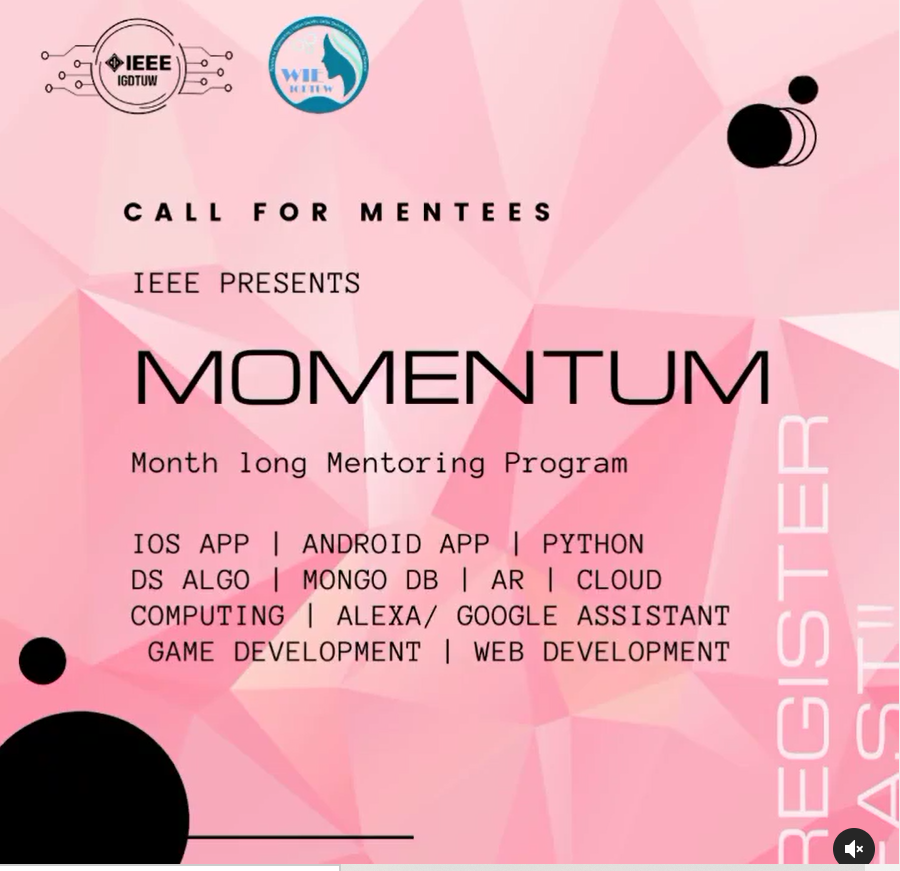 IEEE
IGDTUW
WIE
IGDTUW
CALL FOR MENTEES
IEEE PRESENTS
MOMENTUM
Month long Mentoring Program
IOS APP | ANDROID APP | PYTHON
DS ALGO | MONGO DB | AR | CLOUD
COMPUTING | ALEXA/ GOOGLE ASSISTANT
GAME DEVELOPMENT | WEB DEVELOPMENT
REGISTER